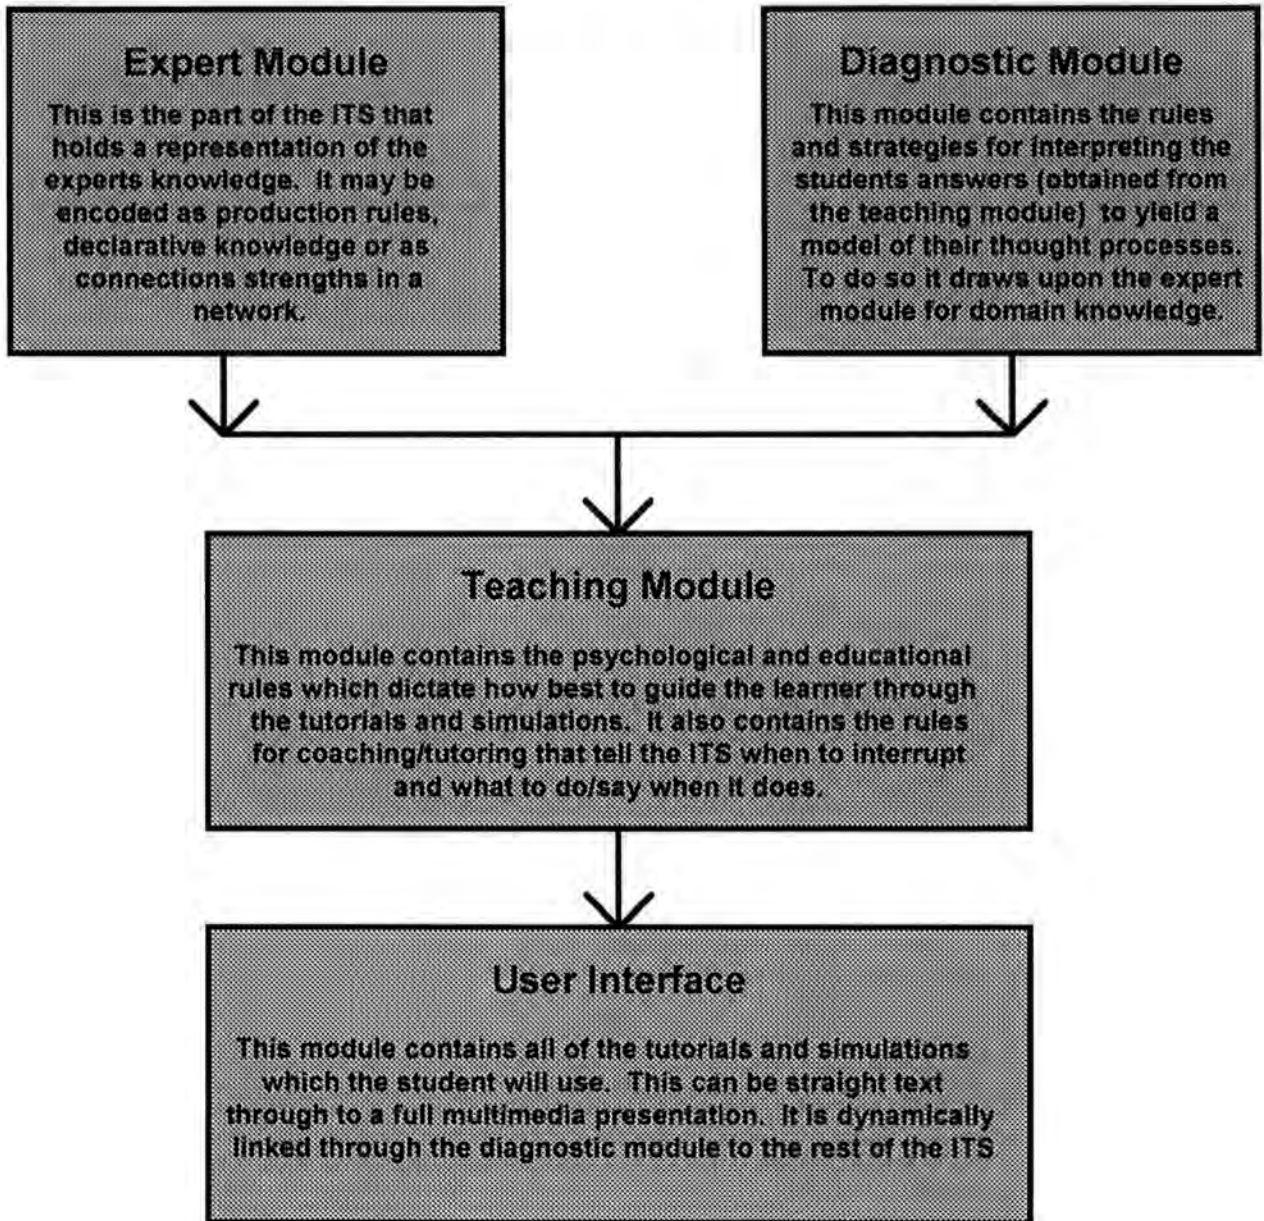 Expert Module
This is the part of the ITS that
holds a representation of the
experts knowledge. It may be
encoded as production rules,
declarative knowledge or as
connections strengths in a
network.
Diagnostic Module
This module contains the rules
and strategies for interpreting the
students answers (obtained from
the teaching module) to yield a
model of their thought processes.
To do so it draws upon the expert
module for domain knowledge.
Teaching Module
This module contains the psychological and educational
rules which dictate how best to guide the learner through
the tutorials and simulations. It also contains the rules
for coaching/tutoring that tell the ITS when to interrupt
and what to do/say when it does.
User Interface
This module contains all of the tutorials and simulations
which the student will use. This can be straight text
through to a full multimedia presentation. It is dynamically
linked through the diagnostic module to the rest of the ITS